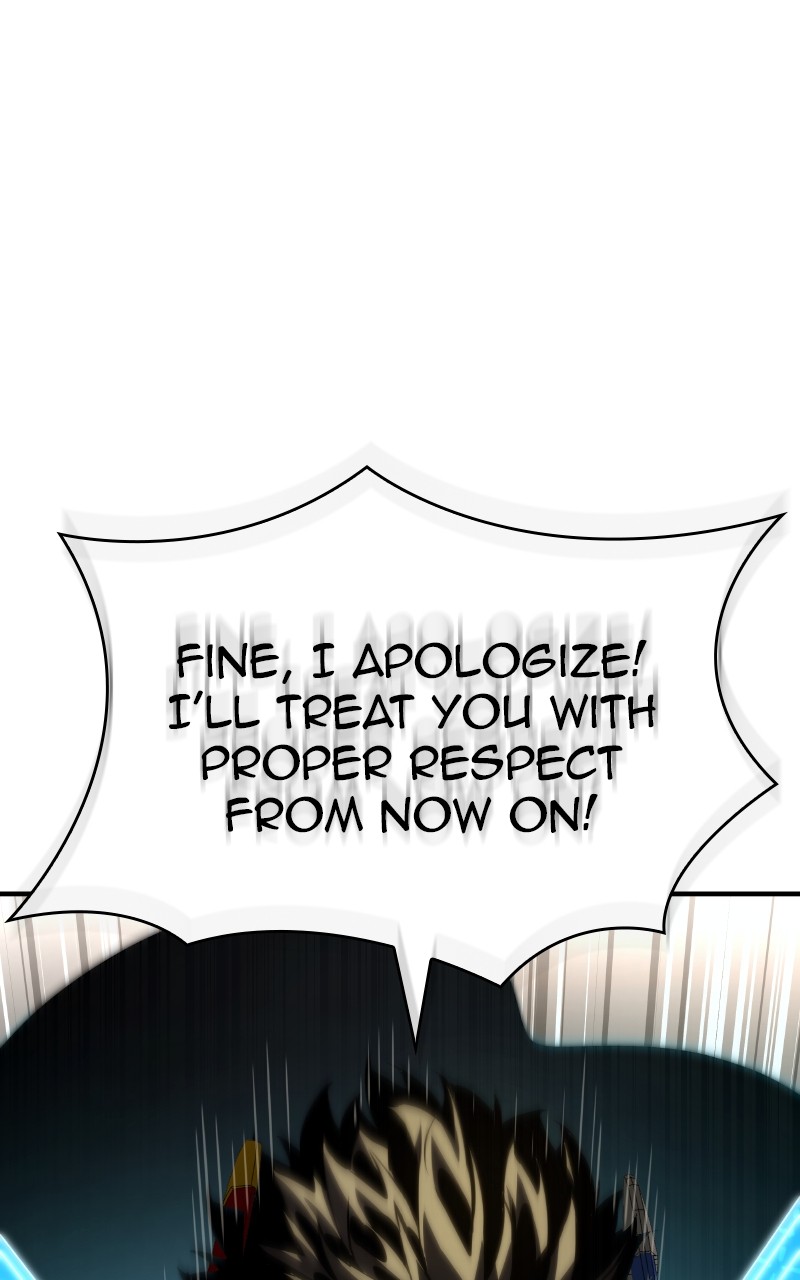 FINE, I APOLOGIZE!
I'LL TREAT YOU WITH
PROPER RESPECT
FROM NOW ON!